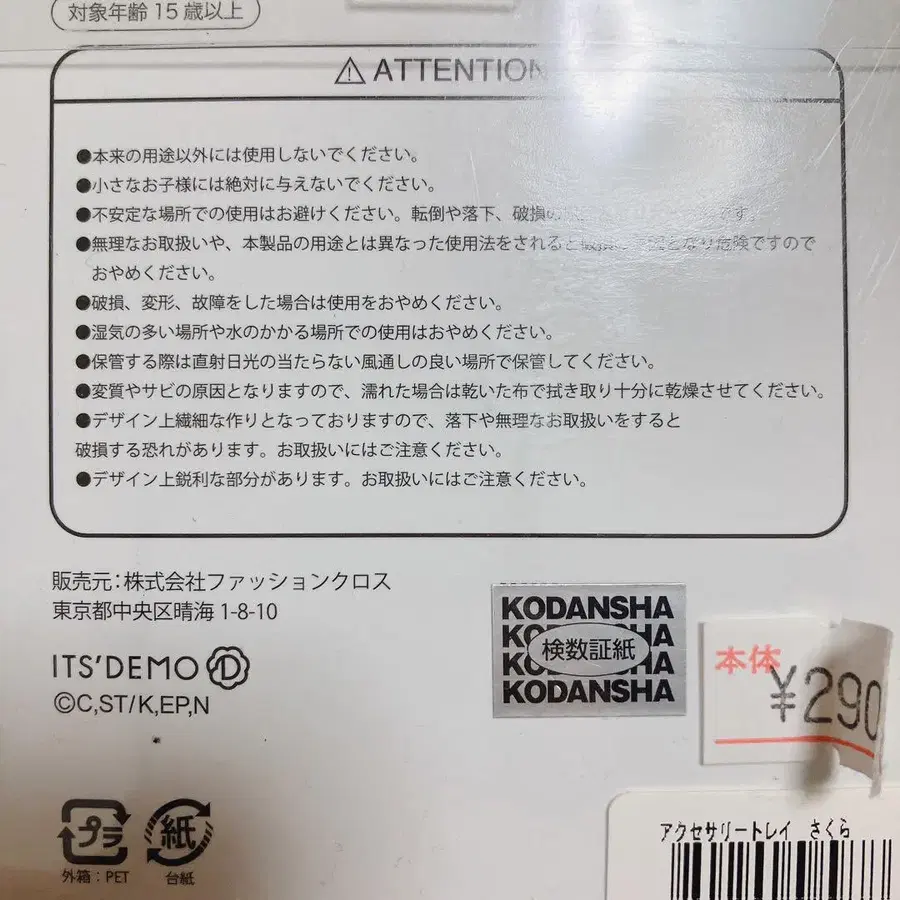 対象年齢 15 歳以上
⚠ ATTENTION
●本来の用途以外には使用しないでください。
●小さなお子様には絶対に与えないでください。
●不安定な場所での使用はお避けください。転倒や落下、破損の
●無理なお取扱いや、本製品の用途とは異なった使用法をされると破損の原因となり危険ですので
おやめください。
●破損、変形、故障をした場合は使用をおやめください。
●湿気の多い場所や水のかかる場所での使用はおやめください。
●保管する際は直射日光の当たらない風通しの良い場所で保管してください。
●変質やサビの原因となりますので、濡れた場合は乾いた布で拭き取り十分に乾燥させてください。
●デザイン上繊細な作りとなっておりますので、落下や無理なお取扱いをすると
破損する恐れがあります。お取扱いにはご注意ください。
●デザイン上鋭利な部分があります。お取扱いにはご注意ください。
販売元:株式会社ファッションクロス
東京都中央区晴海 1-8-10
ITS'DEMO D
©C,ST/K,EP,N
KODANSHA
KODANSHA
検数証紙
KODANSHA
KODANSHA
本体
¥290
プラ
外箱:PET
紙
台紙
アクセサリートレイ さくら